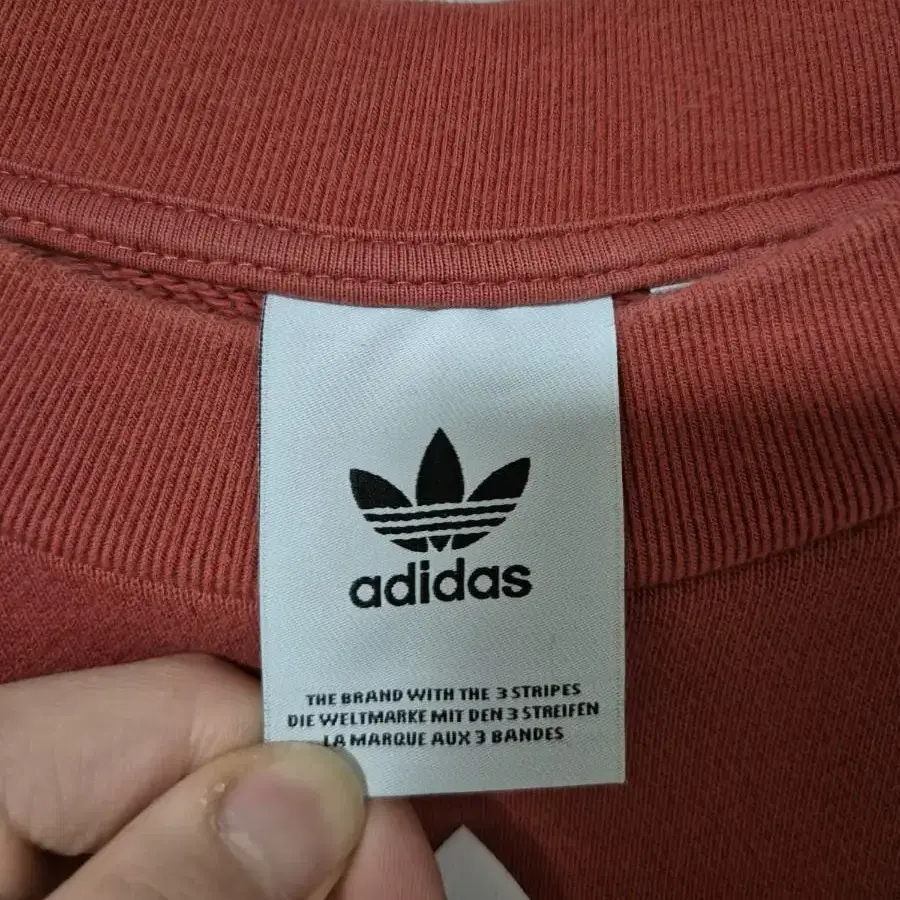 adidas
THE BRAND WITH THE 3 STRIPES
DIE WELTMARKE MIT DEN 3 STREIFEN
LA MARQUE AUX 3 BANDES